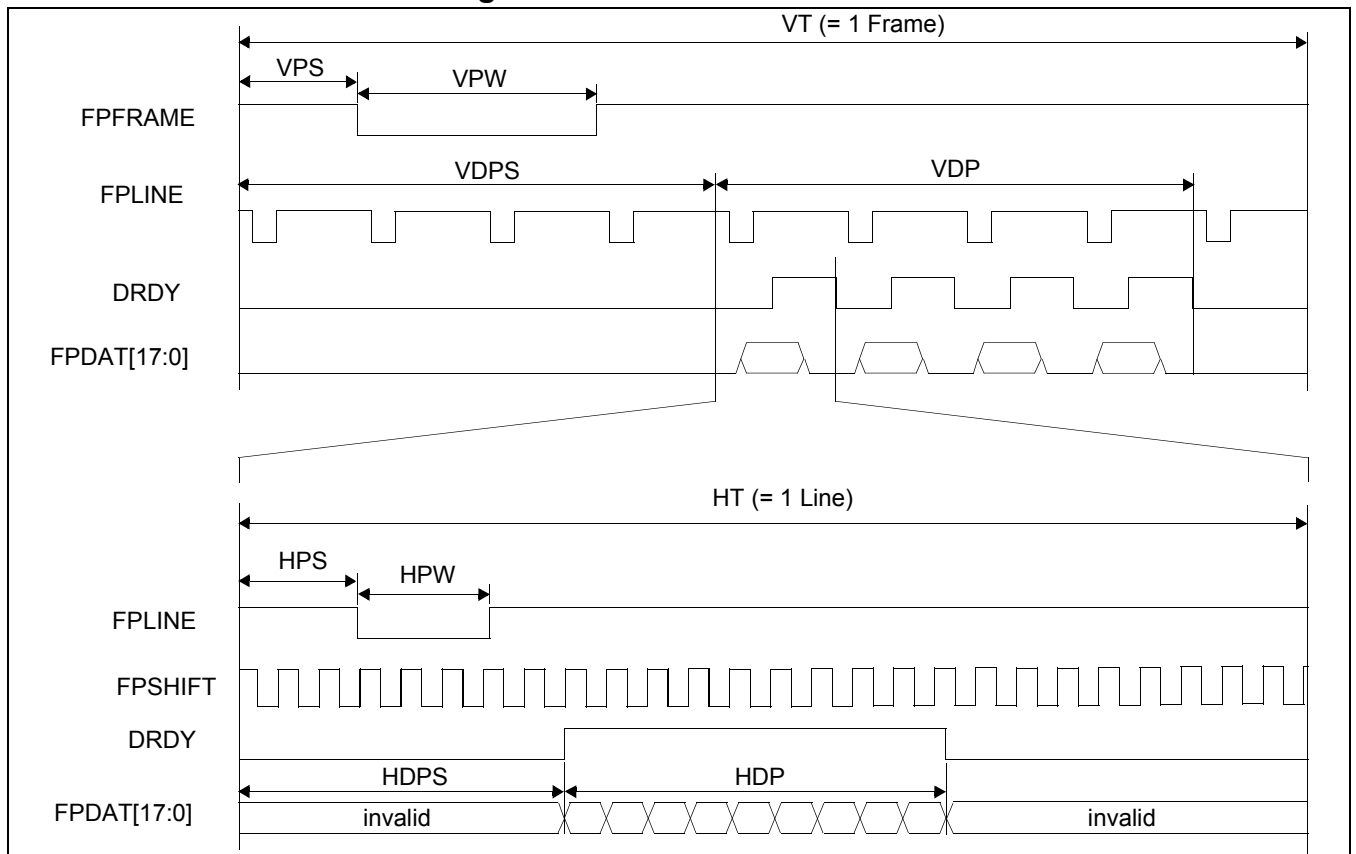 VT (= 1 Frame)
VPS
VPW
FPFRAME
VDPS
VDP
FPLINE
DRDY
FPDAT[17:0]
HT (= 1 Line)
HPS
HPW
FPLINE
FPSHIFT
DRDY
HDPS
HDP
FPDAT[17:0]
invalid
invalid